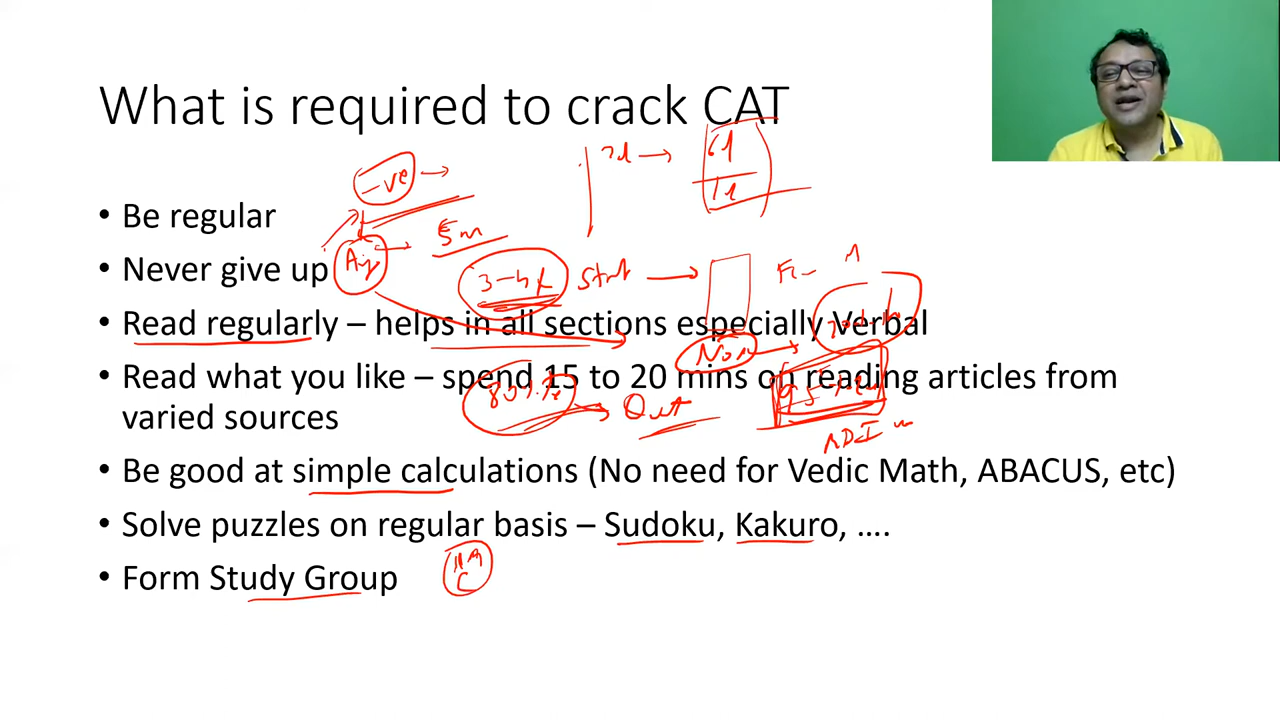 What is required to crack CAT
-ve
• Be regular
5m
• Never give up
3-4
• Read regularly – helps in all sections especially Verbal
• Read what you like – spend 15 to 20 mins on reading articles from
varied sources
Out
• Be good at simple calculations (No need for Vedic Math, ABACUS, etc)
• Solve puzzles on regular basis – Sudoku, Kakuro, ....
• Form Study Group